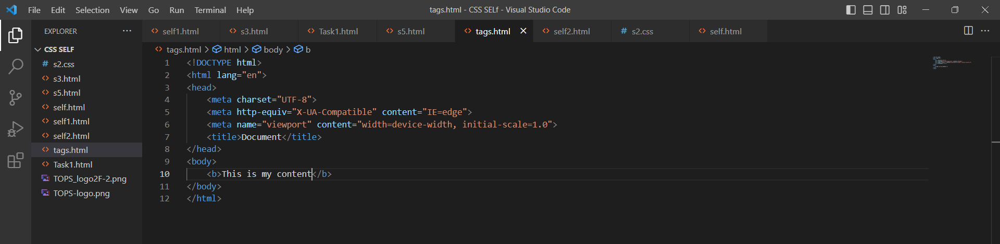 File Edit Selection View Go Run Terminal Help tags.html - CSS SELf - Visual Studio Code
EXPLORER ··· self1.html s3.html Task1.html s5.html tags.html self2.html # s2.css self.html
CSS SELF
tags.html > html > body > b
# s2.css
s3.html
s5.html
self.html
self1.html
self2.html
tags.html
Task1.html
TOPS_logo2F-2.png
TOPS-logo.png
1 <!DOCTYPE html>
2 <html lang="en">
3 <head>
4 <meta charset="UTF-8">
5 <meta http-equiv="X-UA-Compatible" content="IE=edge">
6 <meta name="viewport" content="width=device-width, initial-scale=1.0">
7 <title>Document</title>
8 </head>
9 <body>
10 <b>This is my content</b>
11 </body>
12 </html>